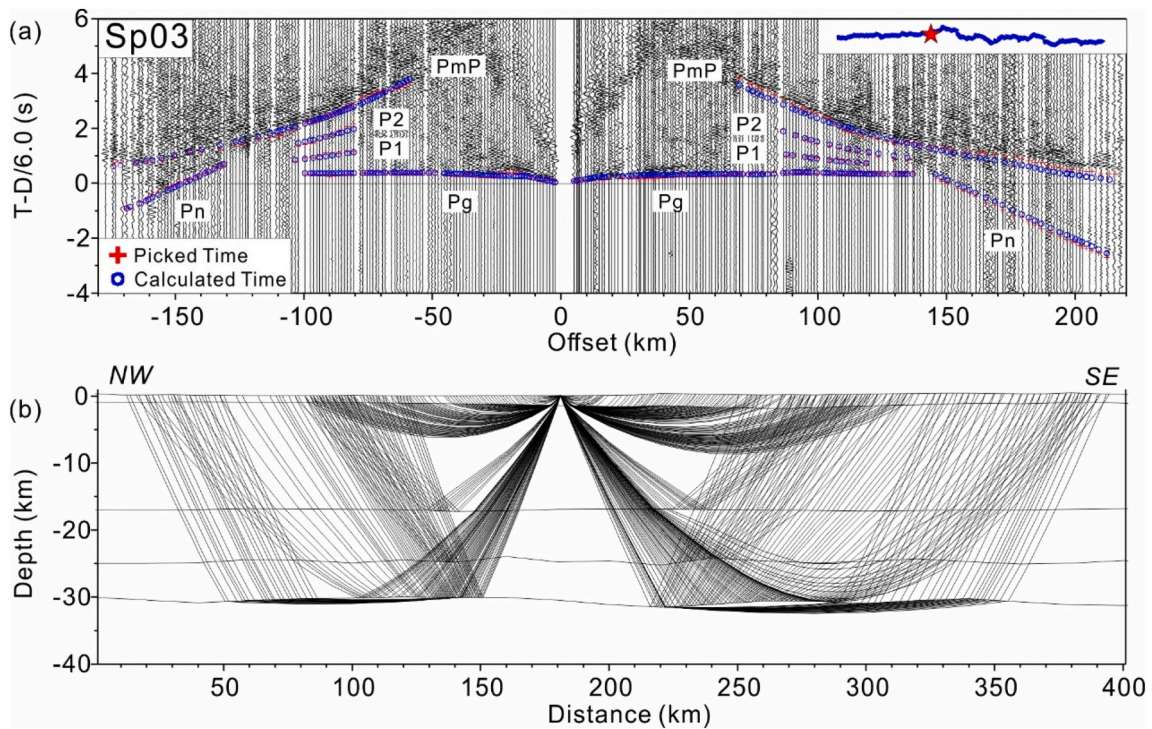 (a)
Sp03
6
4
2
0
-2
-4
T-D/6.0 (s)
PmP
PmP
P2
P2
P1
P1
Pg
Pg
Pn
Pn
Picked Time
Calculated Time
-150 -100 -50 0 50 100 150 200
Offset (km)
NW SE
(b)
0
-10
-20
-30
-40
Depth (km)
50 100 150 200 250 300 350 400
Distance (km)